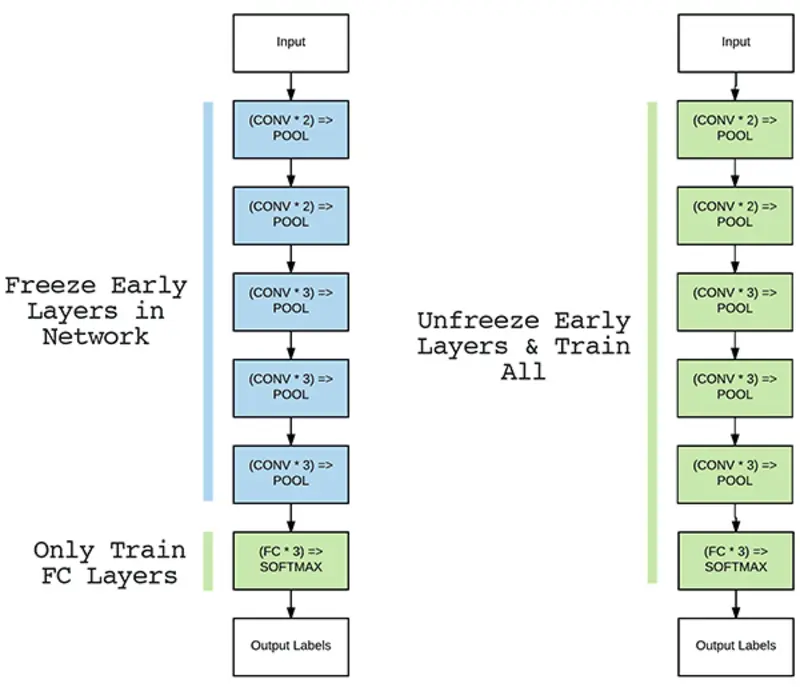 Input
(CONV * 2) =>
POOL
(CONV * 2) =>
POOL
(CONV * 3) =>
POOL
(CONV * 3) =>
POOL
(CONV * 3) =>
POOL
(FC * 3) =>
SOFTMAX
Output Labels
Freeze Early
Layers in
Network
Only Train
FC Layers
Input
(CONV * 2) =>
POOL
(CONV * 2) =>
POOL
(CONV * 3) =>
POOL
(CONV * 3) =>
POOL
(CONV * 3) =>
POOL
(FC * 3) =>
SOFTMAX
Output Labels
Unfreeze Early
Layers & Train
All